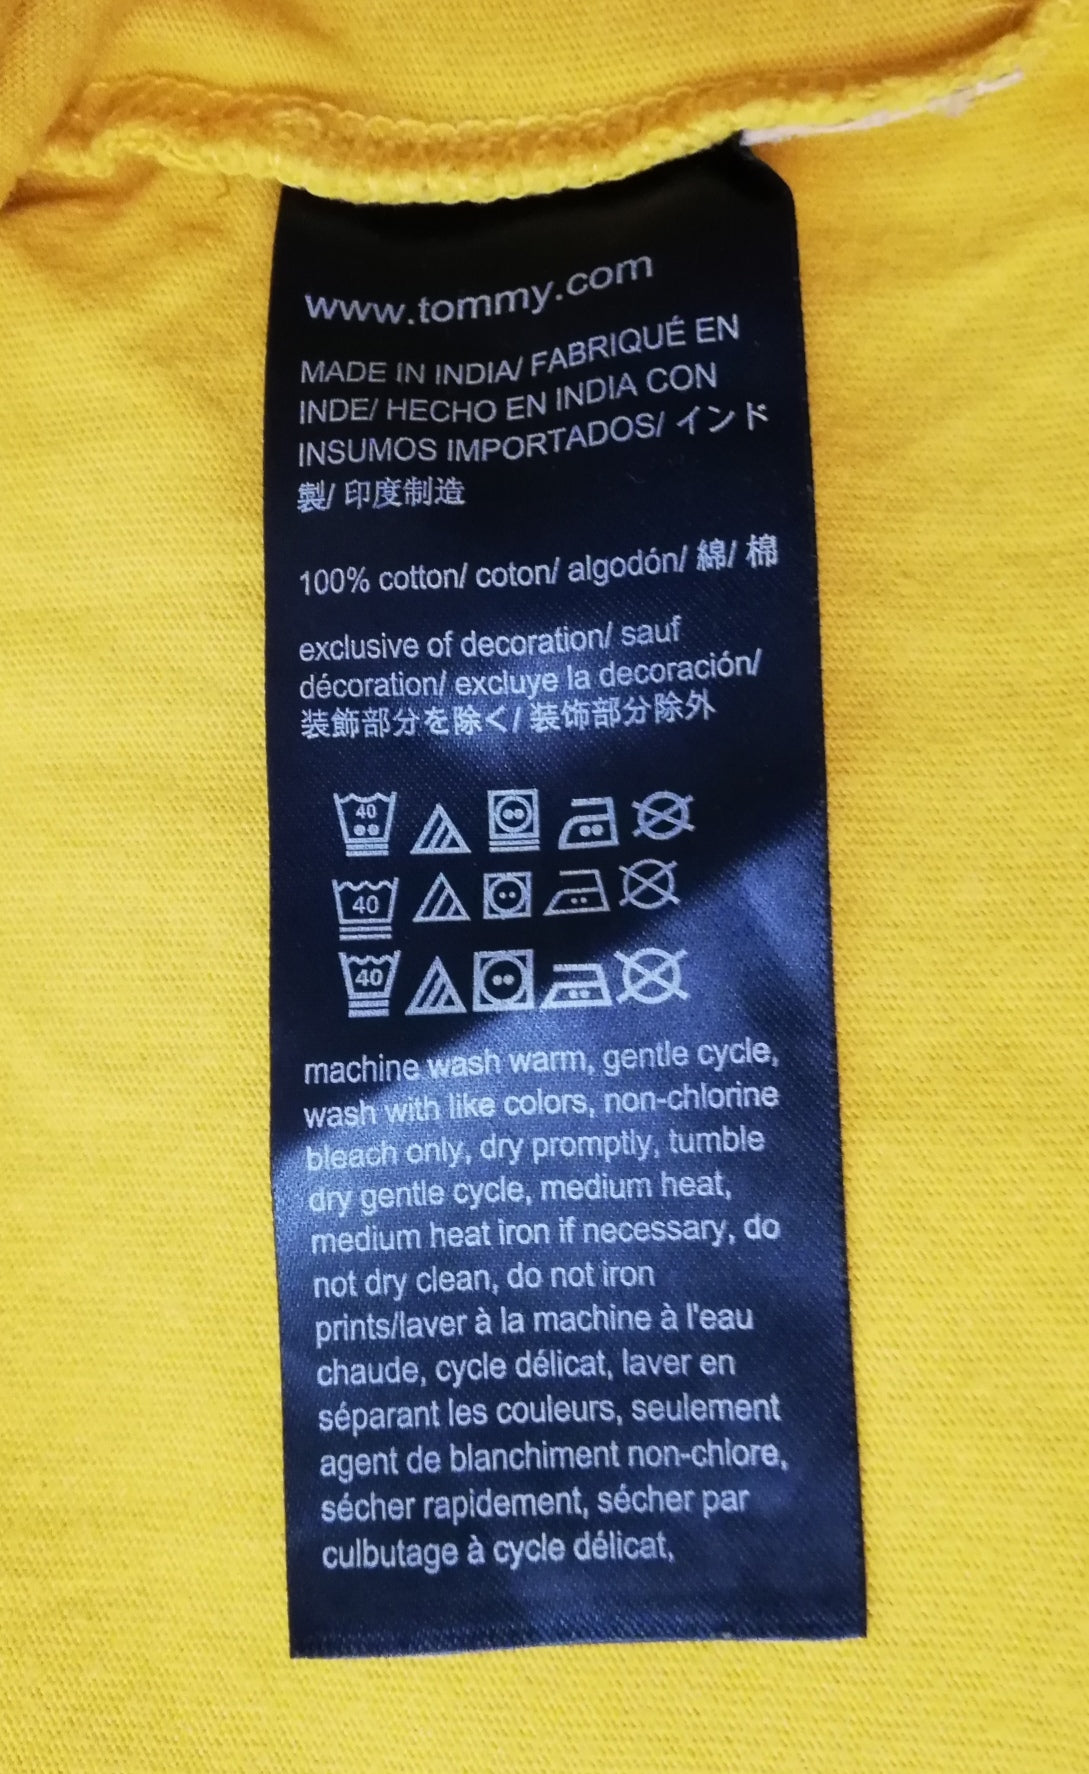 www.tommy.com
MADE IN INDIA/ FABRIQUÉ EN
INDE/ HECHO EN INDIA CON
INSUMOS IMPORTADOS/ インド
製/ 印度制造
100% cotton/ coton/ algodón/ 綿/ 棉
exclusive of decoration/ sauf
décoration/ excluye la decoración/
装飾部分を除く/ 装饰部分除外
40
40
40
machine wash warm, gentle cycle,
wash with like colors, non-chlorine
bleach only, dry promptly, tumble
dry gentle cycle, medium heat,
medium heat iron if necessary, do
not dry clean, do not iron
prints/laver à la machine à l'eau
chaude, cycle délicat, laver en
séparant les couleurs, seulement
agent de blanchiment non-chlore,
sécher rapidement, sécher par
culbutage à cycle délicat,